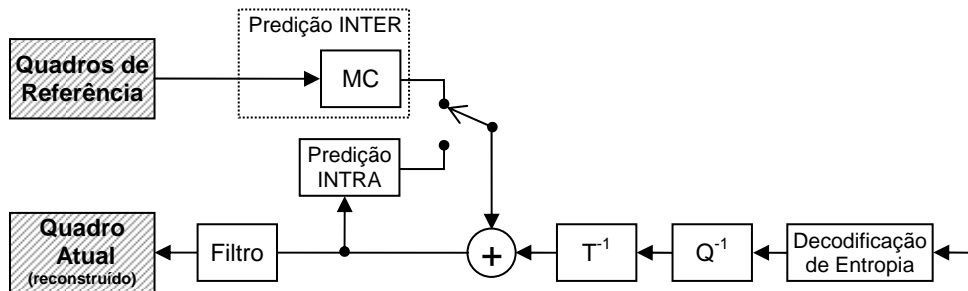 Predição INTER
Quadros de
Referência
MC
Predição
INTRA
Quadro
Atual
(reconstruído)
Filtro
+
T-1
Q-1
Decodificação
de Entropia